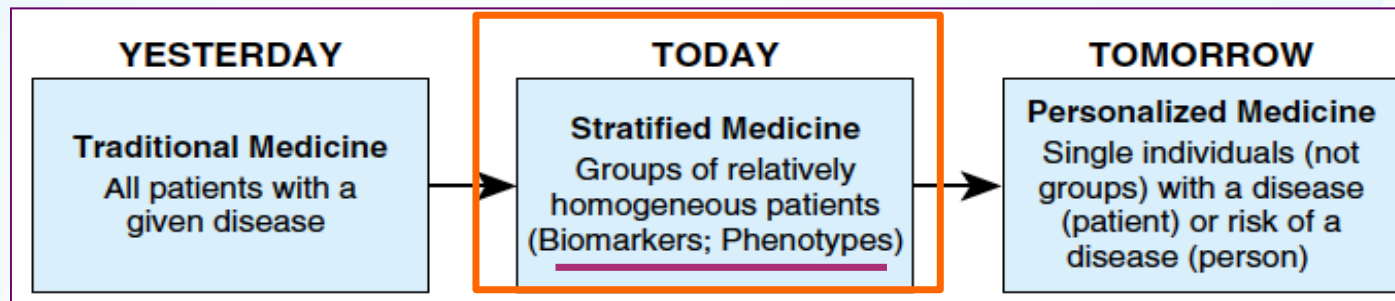 YESTERDAY
Traditional Medicine
All patients with a
given disease
TODAY
Stratified Medicine
Groups of relatively
homogeneous patients
(Biomarkers; Phenotypes)
TOMORROW
Personalized Medicine
Single individuals (not
groups) with a disease
(patient) or risk of a
disease (person)